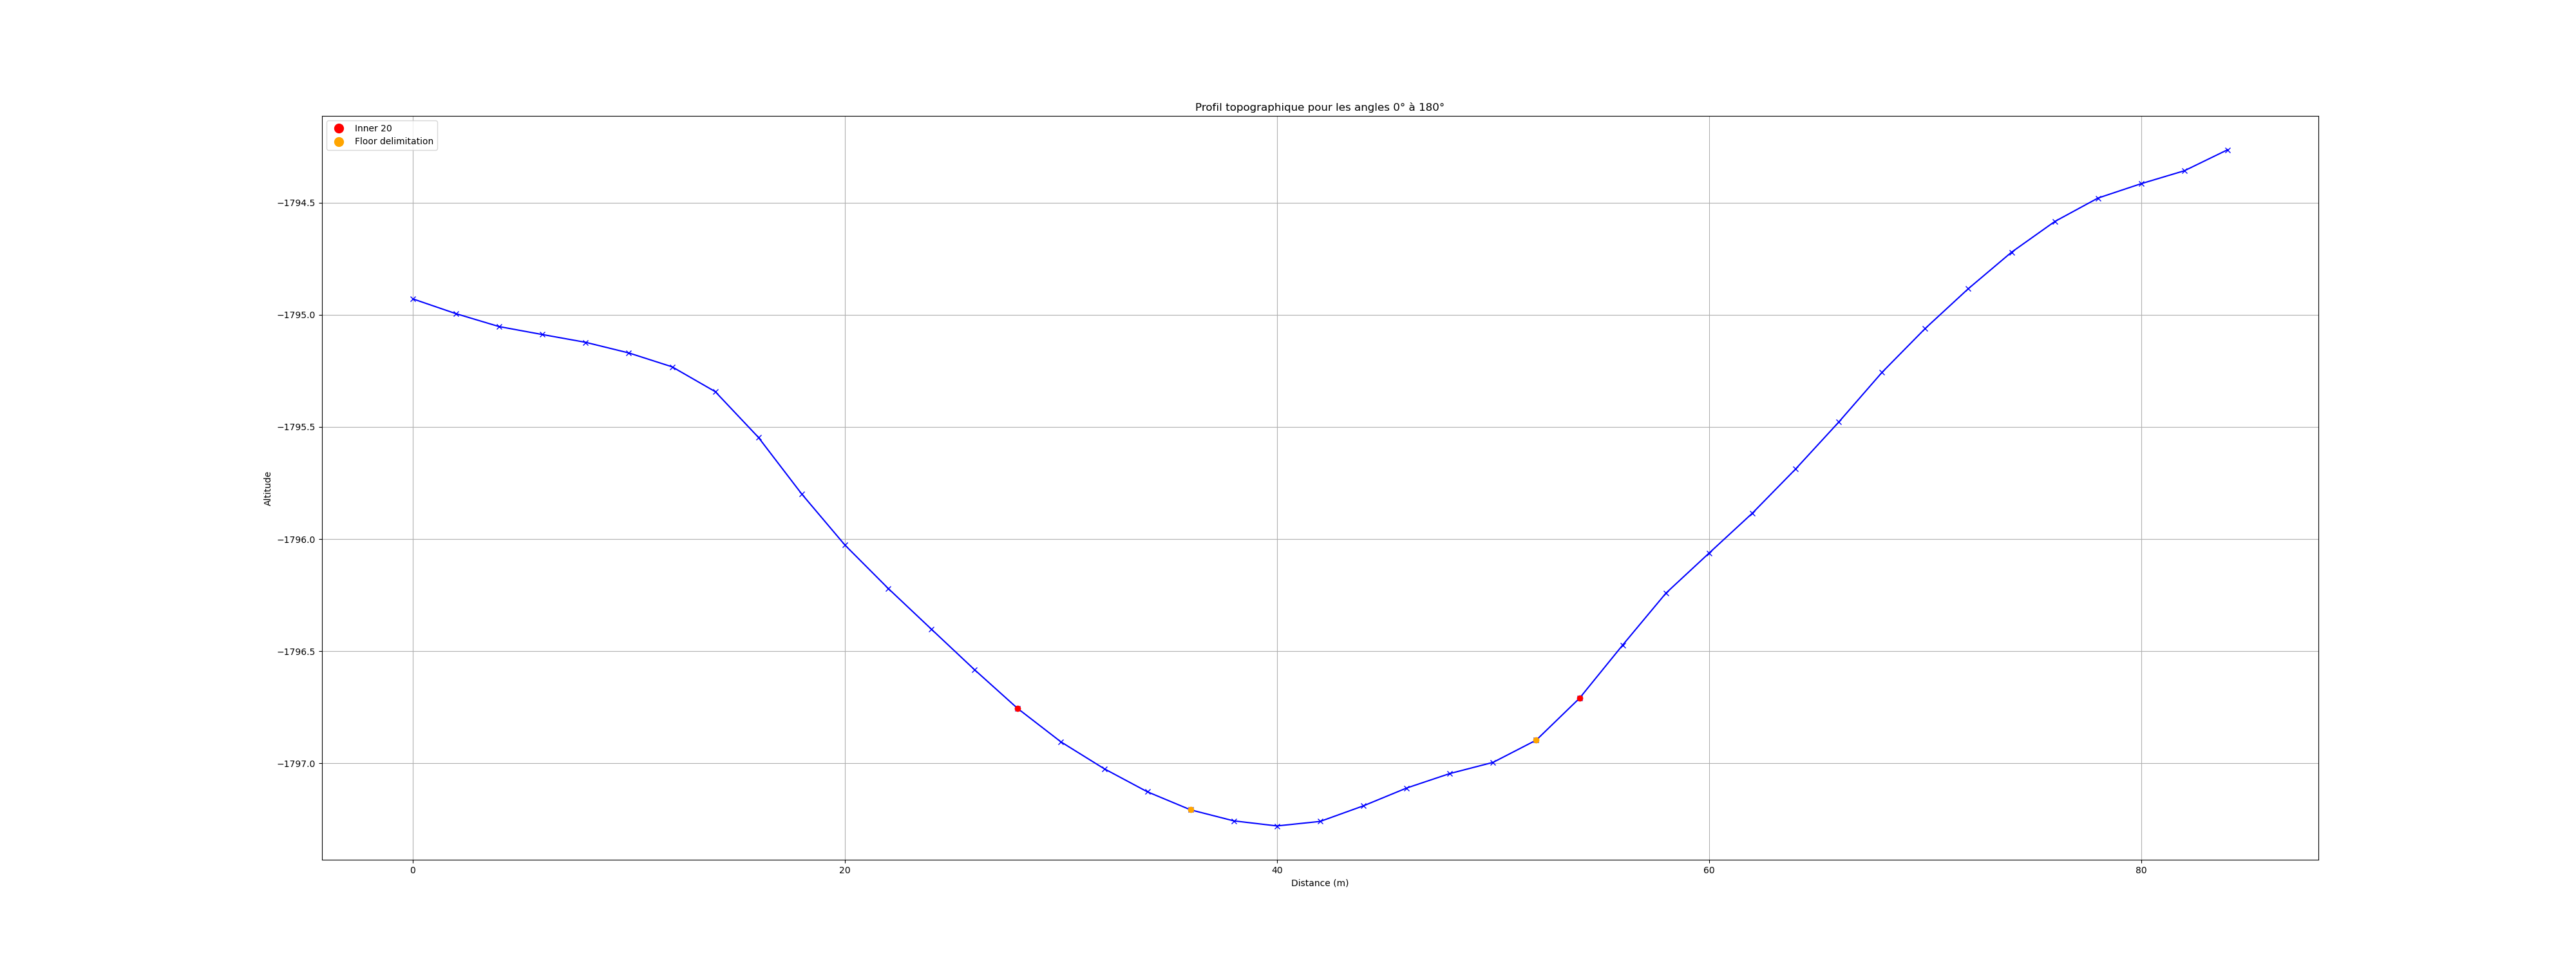 Profil topographique pour les angles 0° à 180°
Inner 20
Floor delimitation
−1794.5
−1795.0
−1795.5
−1796.0
−1796.5
−1797.0
Altitude
0 20 40 60 80
Distance (m)